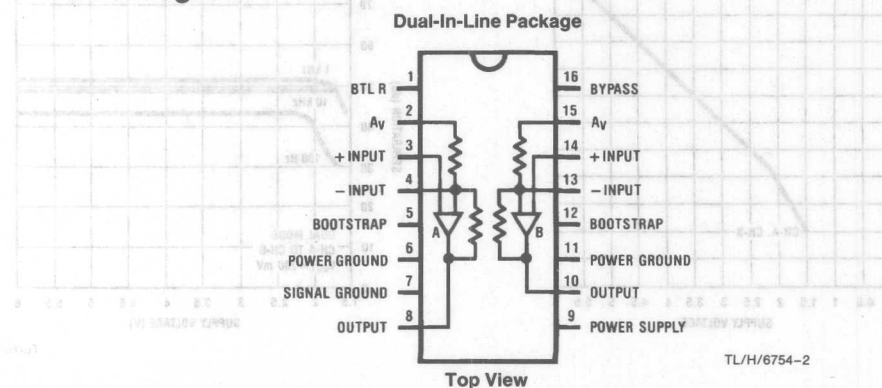 Dual-In-Line Package
1 BTL R
2 Av
3 + INPUT
4 – INPUT
5 BOOTSTRAP
6 POWER GROUND
7 SIGNAL GROUND
8 OUTPUT
16 BYPASS
15 Av
14 + INPUT
13 – INPUT
12 BOOTSTRAP
11 POWER GROUND
10 OUTPUT
9 POWER SUPPLY
A
B
TL/H/6754–2
Top View